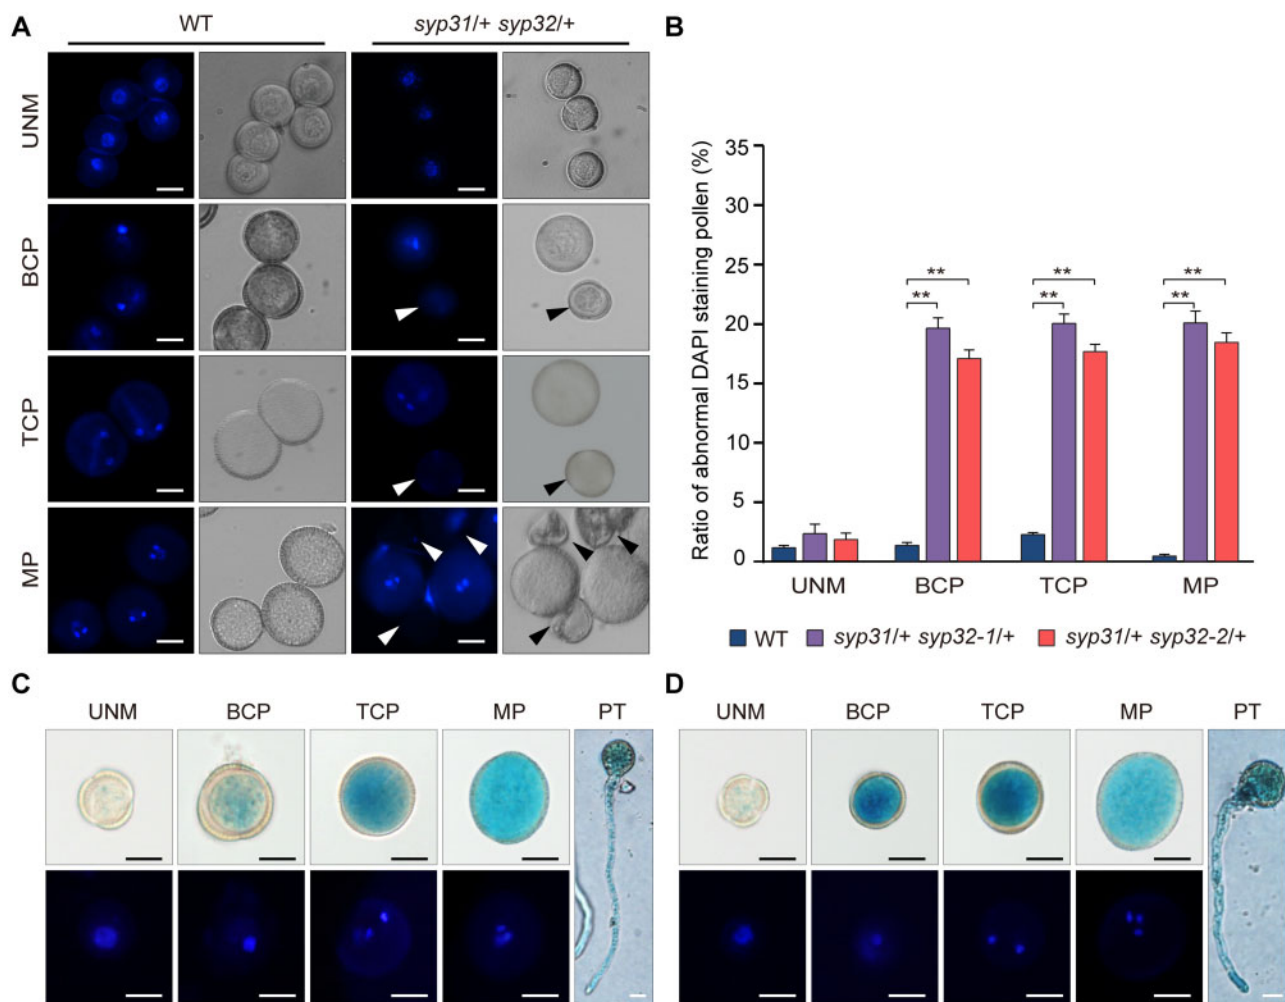 A
WT
syp31/+ syp32/+
UNM
BCP
TCP
MP
B
Ratio of abnormal DAPI staining pollen (%)
35
30
25
20
15
10
5
0
**
**
**
**
**
**
UNM
BCP
TCP
MP
WT
syp31/+ syp32-1/+
syp31/+ syp32-2/+
C
UNM
BCP
TCP
MP
PT
D
UNM
BCP
TCP
MP
PT